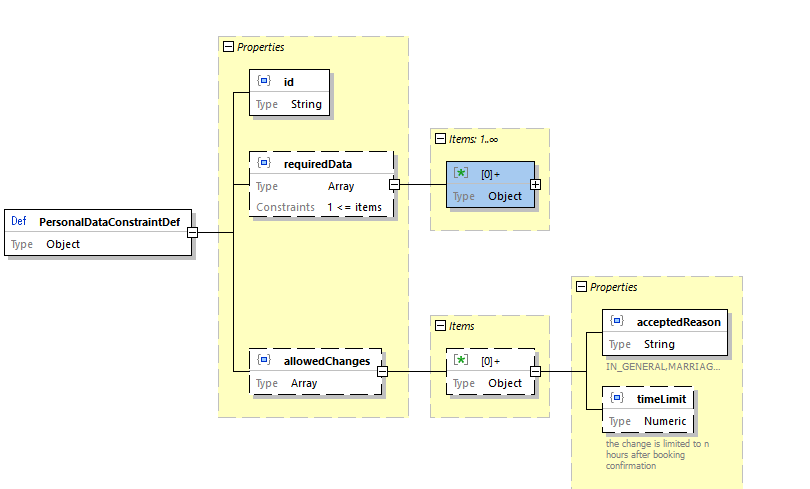 Properties
id
Type String
requiredData
Type Array
Constraints 1 <= items
Items: 1..∞
[0]+
Type Object
Def PersonalDataConstraintDef
Type Object
Properties
Items
acceptedReason
Type String
IN_GENERAL,MARRIAG...
allowedChanges
Type Array
[0]+
Type Object
timeLimit
Type Numeric
the change is limited to n
hours after booking
confirmation